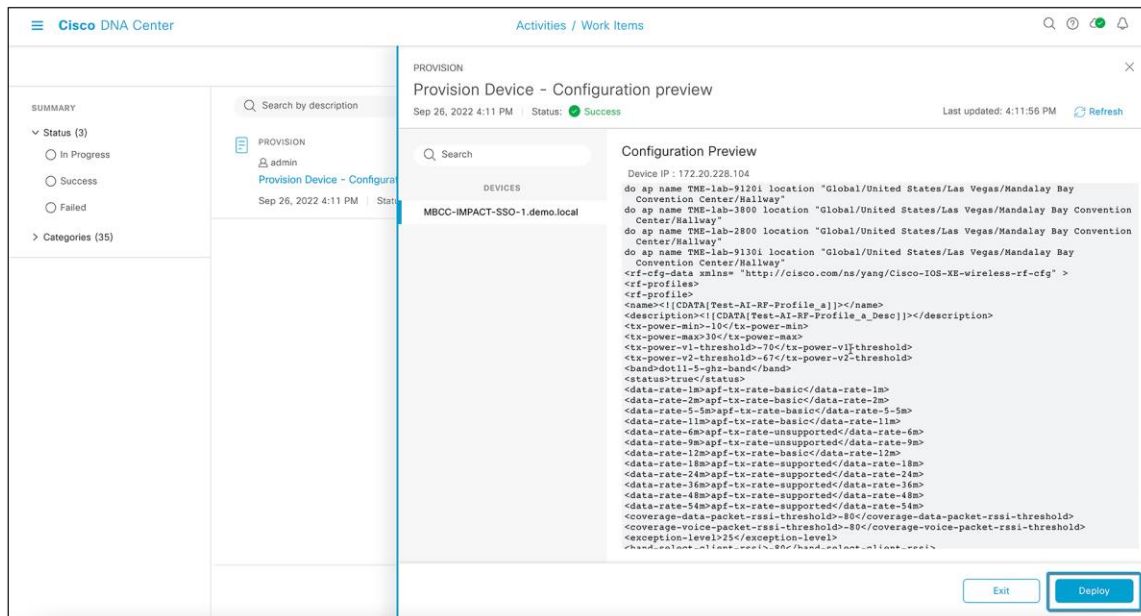 Cisco DNA Center
Activities / Work Items
SUMMARY
Status (3)
In Progress
Success
Failed
Categories (35)
Search by description
PROVISION
admin
Provision Device - Configurat
Sep 26, 2022 4:11 PM
PROVISION
Provision Device - Configuration preview
Sep 26, 2022 4:11 PM Status: Success
Last updated: 4:11:56 PM Refresh
Search
DEVICES
MBCC-IMPACT-SSO-1.demo.local
Configuration Preview
Device IP : 172.20.228.104
do ap name TME-lab-9120i location "Global/United States/Las Vegas/Mandalay Bay
Convention Center/Hallway"
do ap name TME-lab-3800 location "Global/United States/Las Vegas/Mandalay Bay Convention
Center/Hallway"
do ap name TME-lab-2800 location "Global/United States/Las Vegas/Mandalay Bay Convention
Center/Hallway"
do ap name TME-lab-9130i location "Global/United States/Las Vegas/Mandalay Bay
Convention Center/Hallway"
<rf-cfg-data xmlns= "http://cisco.com/ns/yang/Cisco-IOS-XE-wireless-rf-cfg" >
<rf-profiles>
<rf-profile>
<name><![CDATA[Test-AI-RF-Profile_a]]></name>
<description><![CDATA[Test-AI-RF-Profile_a_Desc]]></description>
<tx-power-min>-10</tx-power-min>
<tx-power-max>30</tx-power-max>
<tx-power-v1-threshold>-70</tx-power-v1-threshold>
<tx-power-v2-threshold>-67</tx-power-v2-threshold>
<band>dot11-5-ghz-band</band>
<status>true</status>
<data-rate-1m>apf-tx-rate-basic</data-rate-1m>
<data-rate-2m>apf-tx-rate-basic</data-rate-2m>
<data-rate-5-5m>apf-tx-rate-basic</data-rate-5-5m>
<data-rate-11m>apf-tx-rate-basic</data-rate-11m>
<data-rate-6m>apf-tx-rate-unsupported</data-rate-6m>
<data-rate-9m>apf-tx-rate-unsupported</data-rate-9m>
<data-rate-12m>apf-tx-rate-basic</data-rate-12m>
<data-rate-18m>apf-tx-rate-supported</data-rate-18m>
<data-rate-24m>apf-tx-rate-supported</data-rate-24m>
<data-rate-36m>apf-tx-rate-supported</data-rate-36m>
<data-rate-48m>apf-tx-rate-supported</data-rate-48m>
<data-rate-54m>apf-tx-rate-supported</data-rate-54m>
<coverage-data-packet-rssi-threshold>-80</coverage-data-packet-rssi-threshold>
<coverage-voice-packet-rssi-threshold>-80</coverage-voice-packet-rssi-threshold>
<exception-level>25</exception-level>
<band-select-client-rssi>-80</band-select-client-rssi>
Exit
Deploy